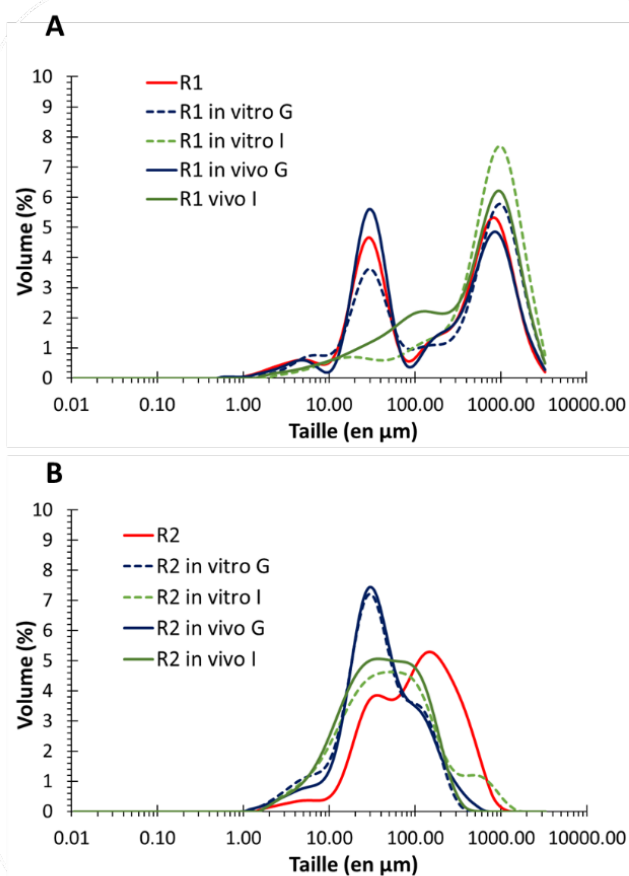 A
10
9
8
7
6
5
4
3
2
1
0
Volume (%)
R1
R1 in vitro G
R1 in vitro I
R1 in vivo G
R1 vivo I
0.01 0.10 1.00 10.00 100.00 1000.00 10000.00
Taille (en µm)
B
10
9
8
7
6
5
4
3
2
1
0
Volume (%)
R2
R2 in vitro G
R2 in vitro I
R2 in vivo G
R2 in vivo I
0.01 0.10 1.00 10.00 100.00 1000.00 10000.00
Taille (en µm)